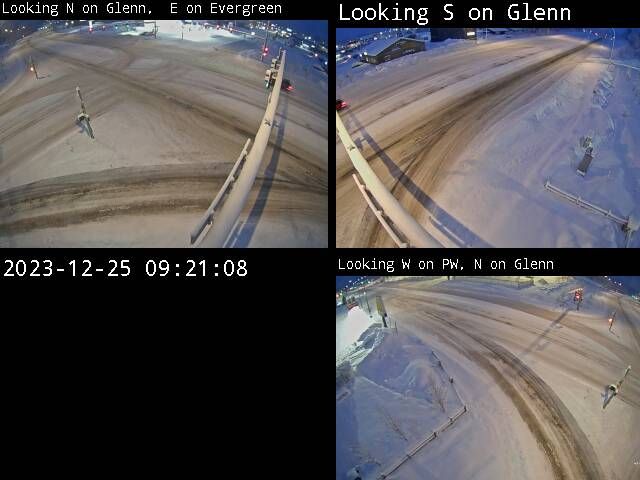 Looking N on Glenn,  E on Evergreen
Looking S on Glenn
2023-12-25 09:21:08
Looking W on PW, N on Glenn